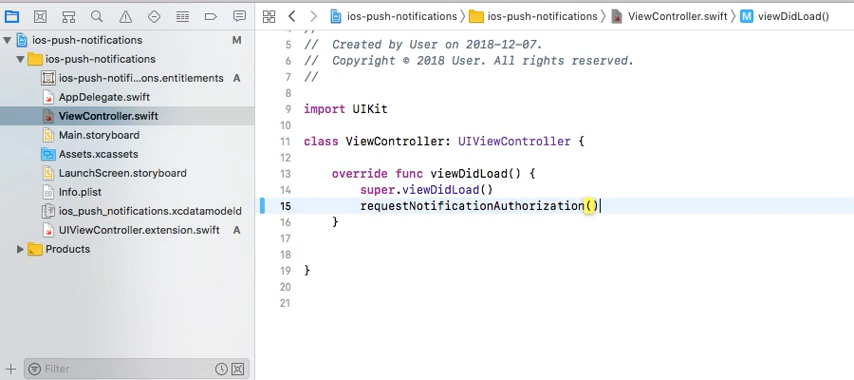 ios-push-notifications 〉 ios-push-notifications 〉 ViewController.swift 〉 M viewDidLoad()
ios-push-notifications M
ios-push-notifications
ios-push-notifi...ons.entitlements A
AppDelegate.swift
ViewController.swift
Main.storyboard
Assets.xcassets
LaunchScreen.storyboard
Info.plist
ios_push_notifications.xcdatamodeld
UIViewController.extension.swift A
Products
Filter
5 //  Created by User on 2018-12-07.
6 //  Copyright © 2018 User. All rights reserved.
7 //
8
9 import UIKit
10
11 class ViewController: UIViewController {
12
13     override func viewDidLoad() {
14         super.viewDidLoad()
15         requestNotificationAuthorization()
16     }
17
18
19 }
20
21